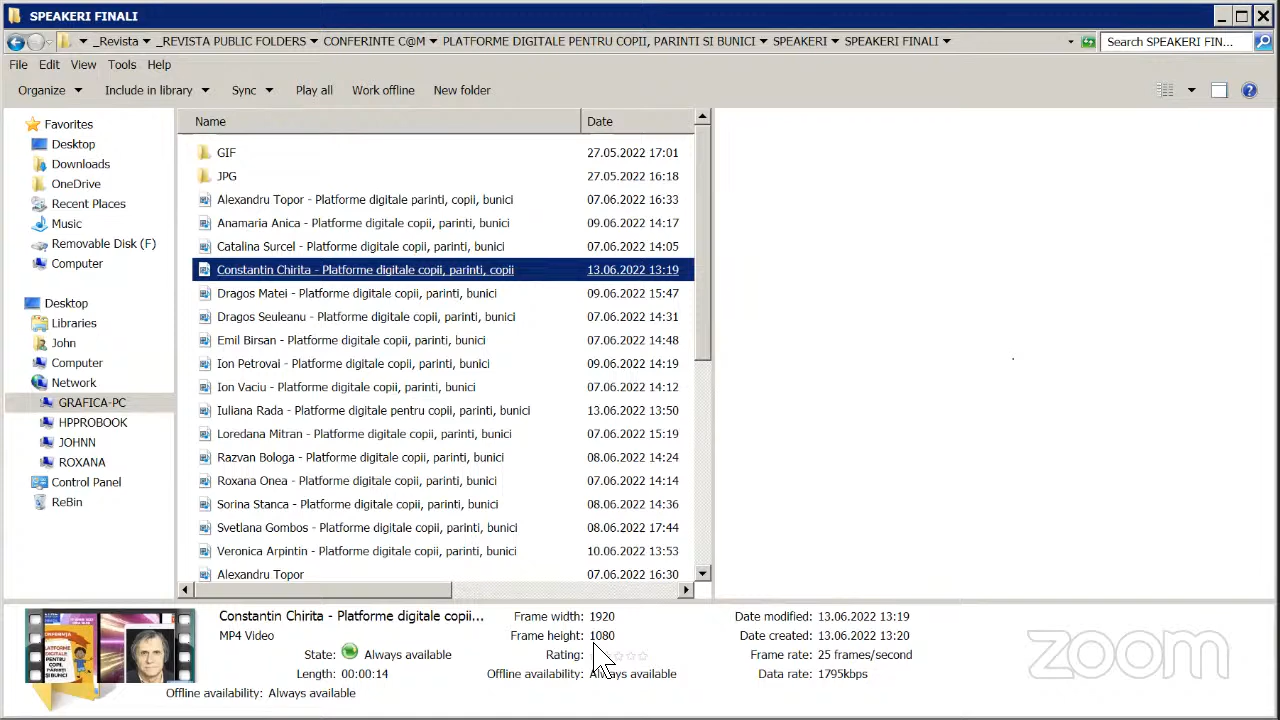 SPEAKERI FINALI
_Revista _REVISTA PUBLIC FOLDERS CONFERINTE C@M PLATFORME DIGITALE PENTRU COPII, PARINTI SI BUNICI SPEAKERI SPEAKERI FINALI Search SPEAKERI FIN...
File Edit View Tools Help
Organize Include in library Sync Play all Work offline New folder
Favorites
Desktop
Downloads
OneDrive
Recent Places
Music
Removable Disk (F)
Computer
Desktop
Libraries
John
Computer
Network
GRAFICA-PC
HPPROBOOK
JOHNN
ROXANA
Control Panel
ReBin
Name Date
GIF 27.05.2022 17:01
JPG 27.05.2022 16:18
Alexandru Topor - Platforme digitale parinti, copii, bunici 07.06.2022 16:33
Anamaria Anica - Platforme digitale copii, parinti, bunici 09.06.2022 14:17
Catalina Surcel - Platforme digitale copii, parinti, bunici 07.06.2022 14:05
Constantin Chirita - Platforme digitale copii, parinti, copii 13.06.2022 13:19
Dragos Matei - Platforme digitale copii, parinti, bunici 09.06.2022 15:47
Dragos Seuleanu - Platforme digitale copii, parinti, bunici 07.06.2022 14:31
Emil Birsan - Platforme digitale copii, parinti, bunici 07.06.2022 14:48
Ion Petrovai - Platforme digitale copii, parinti, bunici 09.06.2022 14:19
Ion Vaciu - Platforme digitale copii, parinti, bunici 07.06.2022 14:12
Iuliana Rada - Platforme digitale pentru copii, parinti, bunici 13.06.2022 13:50
Loredana Mitran - Platforme digitale copii, parinti, bunici 07.06.2022 15:19
Razvan Bologa - Platforme digitale copii, parinti, bunici 08.06.2022 14:24
Roxana Onea - Platforme digitale copii, parinti, bunici 07.06.2022 14:14
Sorina Stanca - Platforme digitale copii, parinti, bunici 08.06.2022 14:36
Svetlana Gombos - Platforme digitale copii, parinti, bunici 08.06.2022 17:44
Veronica Arpintin - Platforme digitale copii, parinti, bunici 10.06.2022 13:53
Alexandru Topor 07.06.2022 16:30
CONFERINTA
PLATFORME
DIGITALE
PENTRU
COPII,
PARINTI
SI BUNICI
Constantin Chirita - Platforme digitale copii... Frame width: 1920 Date modified: 13.06.2022 13:19
MP4 Video Frame height: 1080 Date created: 13.06.2022 13:20
State: Always available Rating: Frame rate: 25 frames/second
Length: 00:00:14 Offline availability: Always available Data rate: 1795kbps
Offline availability: Always available
zoom